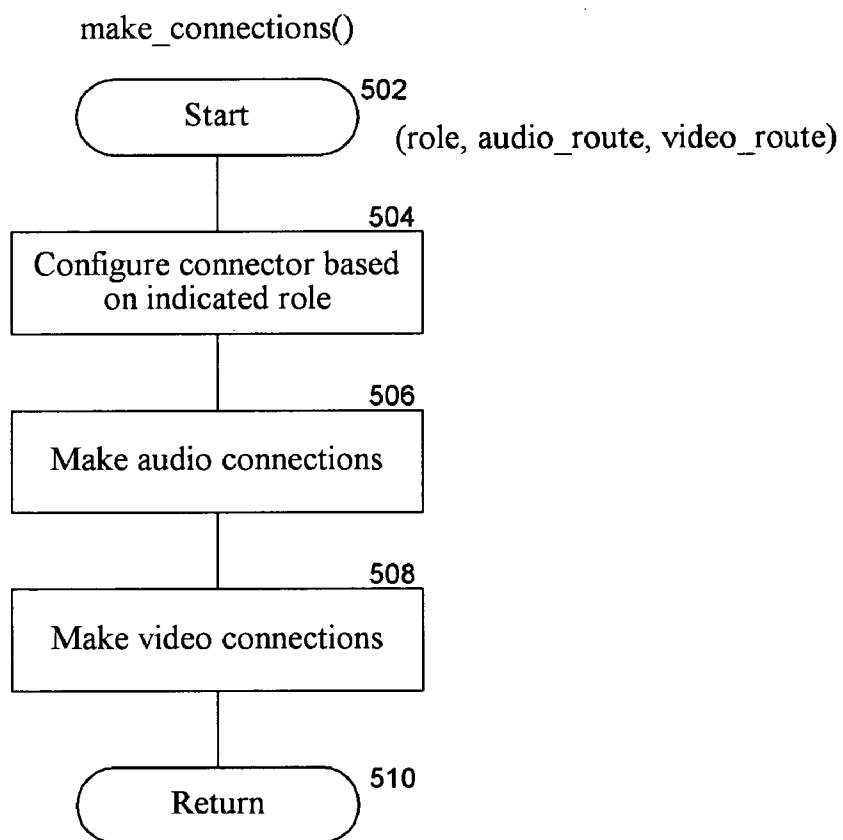 make_connections()
502
Start
(role, audio_route, video_route)
504
Configure connector based
on indicated role
506
Make audio connections
508
Make video connections
510
Return